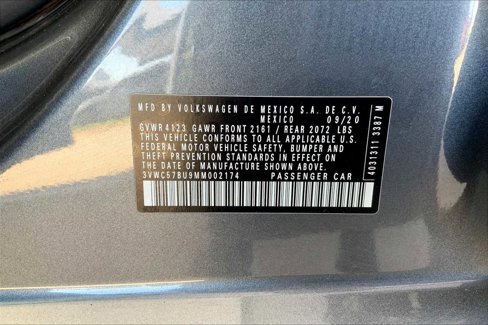 MFD BY VOLKSWAGEN DE MEXICO S.A. DE C.V.
MEXICO 09/20
GVWR 4123 GAWR FRONT 2161 / REAR 2072 LBS
THIS VEHICLE CONFORMS TO ALL APPLICABLE U.S.
FEDERAL MOTOR VEHICLE SAFETY, BUMPER AND
THEFT PREVENTION STANDARDS IN EFFECT ON
THE DATE OF MANUFACTURE SHOWN ABOVE.
3VWC57BU9MM002174 PASSENGER CAR
4031311 3387 M